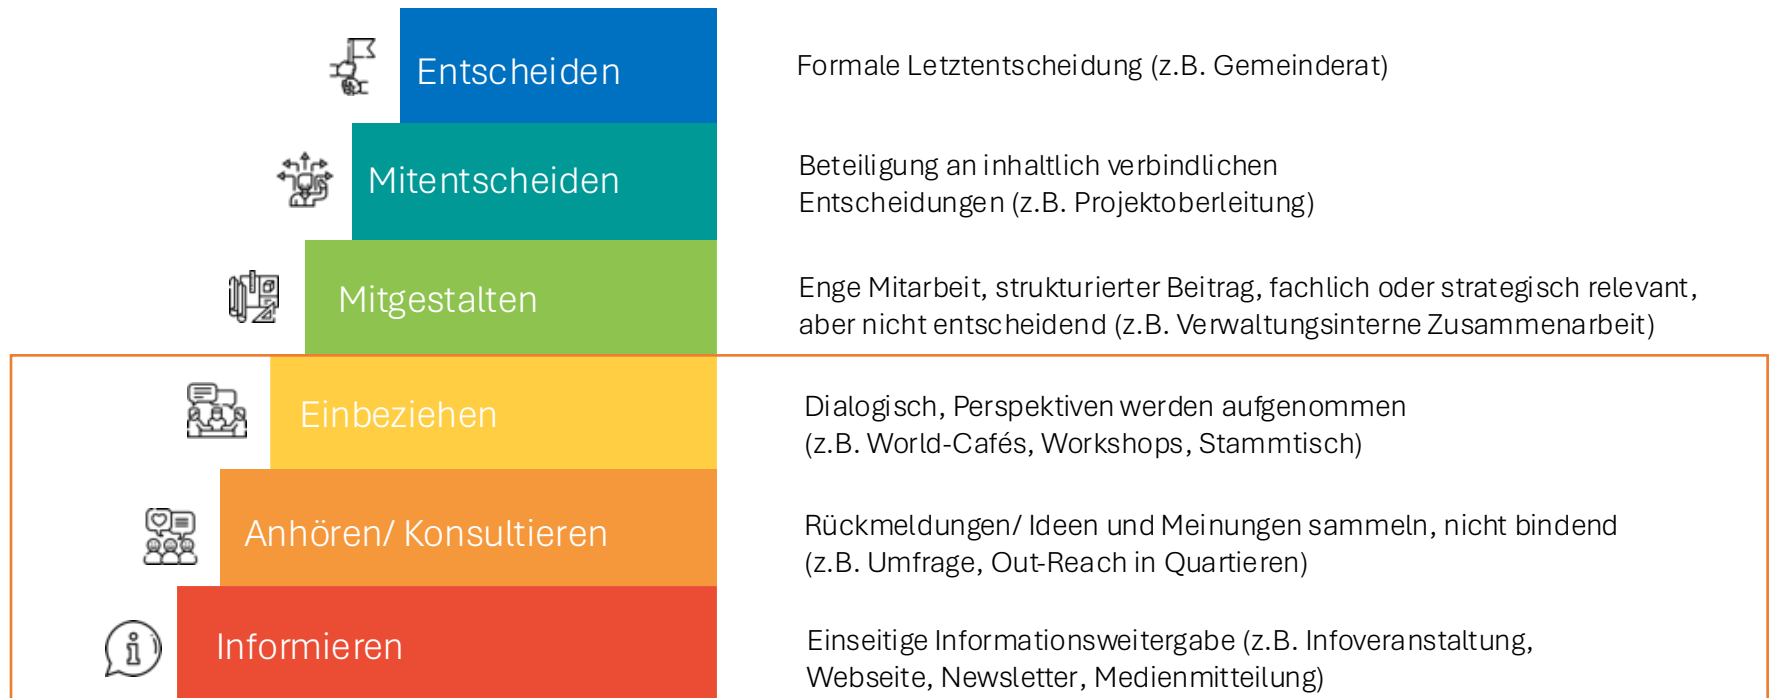 Entscheiden
Formale Letztentscheidung (z.B. Gemeinderat)
Mitentscheiden
Beteiligung an inhaltlich verbindlichen
Entscheidungen (z.B. Projektoberleitung)
Mitgestalten
Enge Mitarbeit, strukturierter Beitrag, fachlich oder strategisch relevant,
aber nicht entscheidend (z.B. Verwaltungsinterne Zusammenarbeit)
Einbeziehen
Dialogisch, Perspektiven werden aufgenommen
(z.B. World-Cafés, Workshops, Stammtisch)
Anhören/ Konsultieren
Rückmeldungen/ Ideen und Meinungen sammeln, nicht bindend
(z.B. Umfrage, Out-Reach in Quartieren)
Informieren
Einseitige Informationsweitergabe (z.B. Infoveranstaltung,
Webseite, Newsletter, Medienmitteilung)